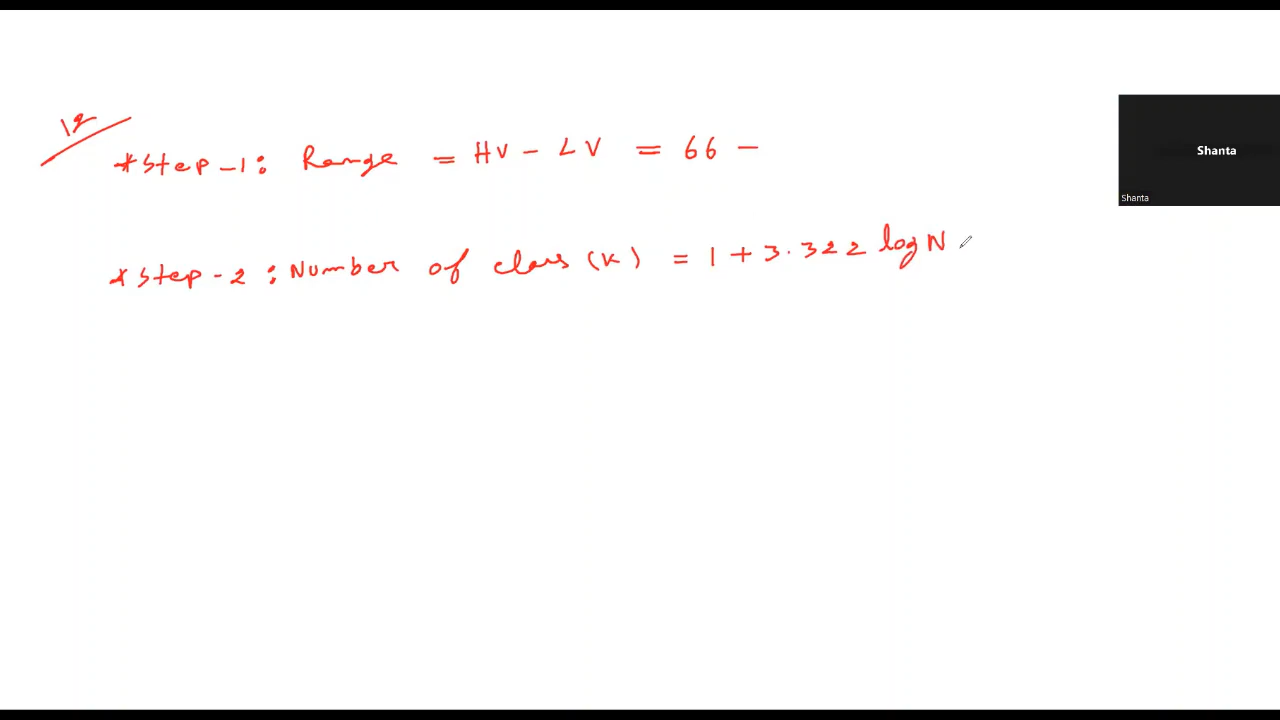 12
*Step-1: Range = HV - LV = 66 -
*Step-2: Number of class (K) = 1 + 3.322 log N
Shanta
Shanta